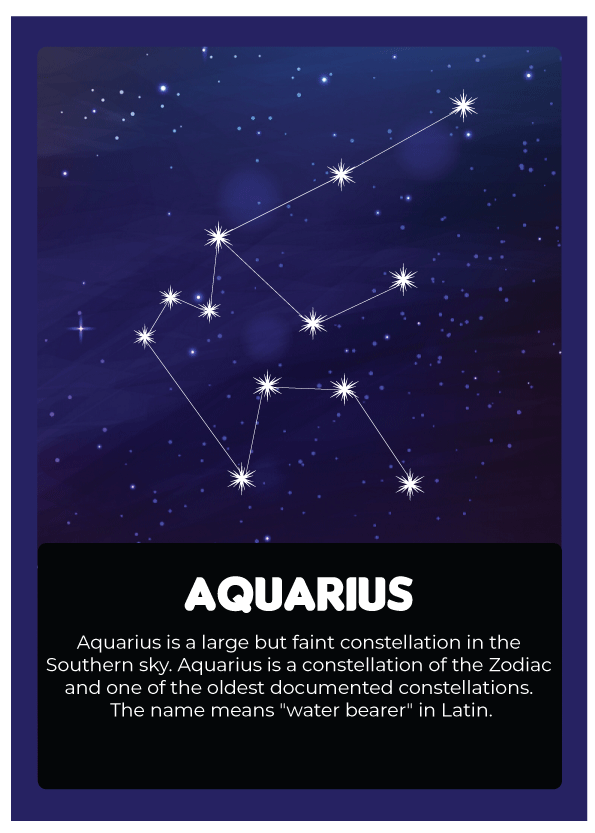 AQUARIUS
Aquarius is a large but faint constellation in the
Southern sky. Aquarius is a constellation of the Zodiac
and one of the oldest documented constellations.
The name means "water bearer" in Latin.